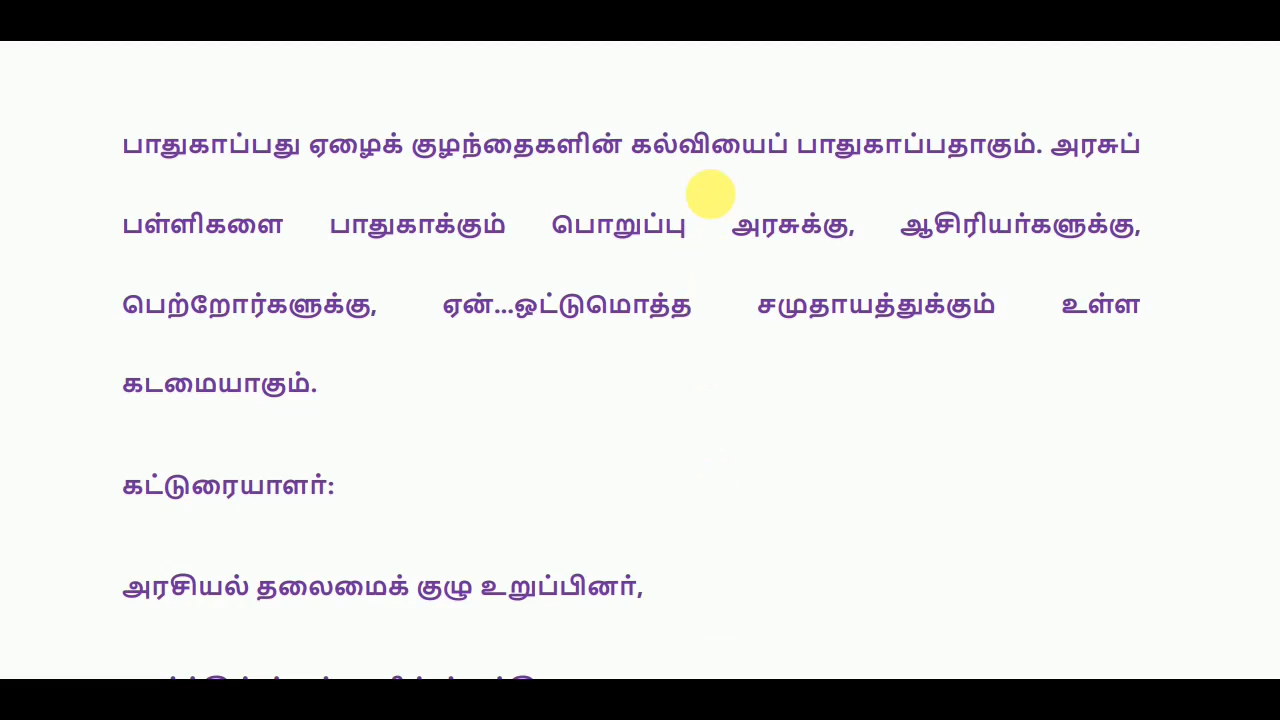 பாதுகாப்பது ஏழைக் குழந்தைகளின் கல்வியைப் பாதுகாப்பதாகும். அரசுப்
பள்ளிகளை பாதுகாக்கும் பொறுப்பு அரசுக்கு, ஆசிரியர்களுக்கு,
பெற்றோர்களுக்கு, ஏன்...ஒட்டுமொத்த சமுதாயத்துக்கும் உள்ள
கடமையாகும்.
கட்டுரையாளர்:
அரசியல் தலைமைக் குழு உறுப்பினர்,